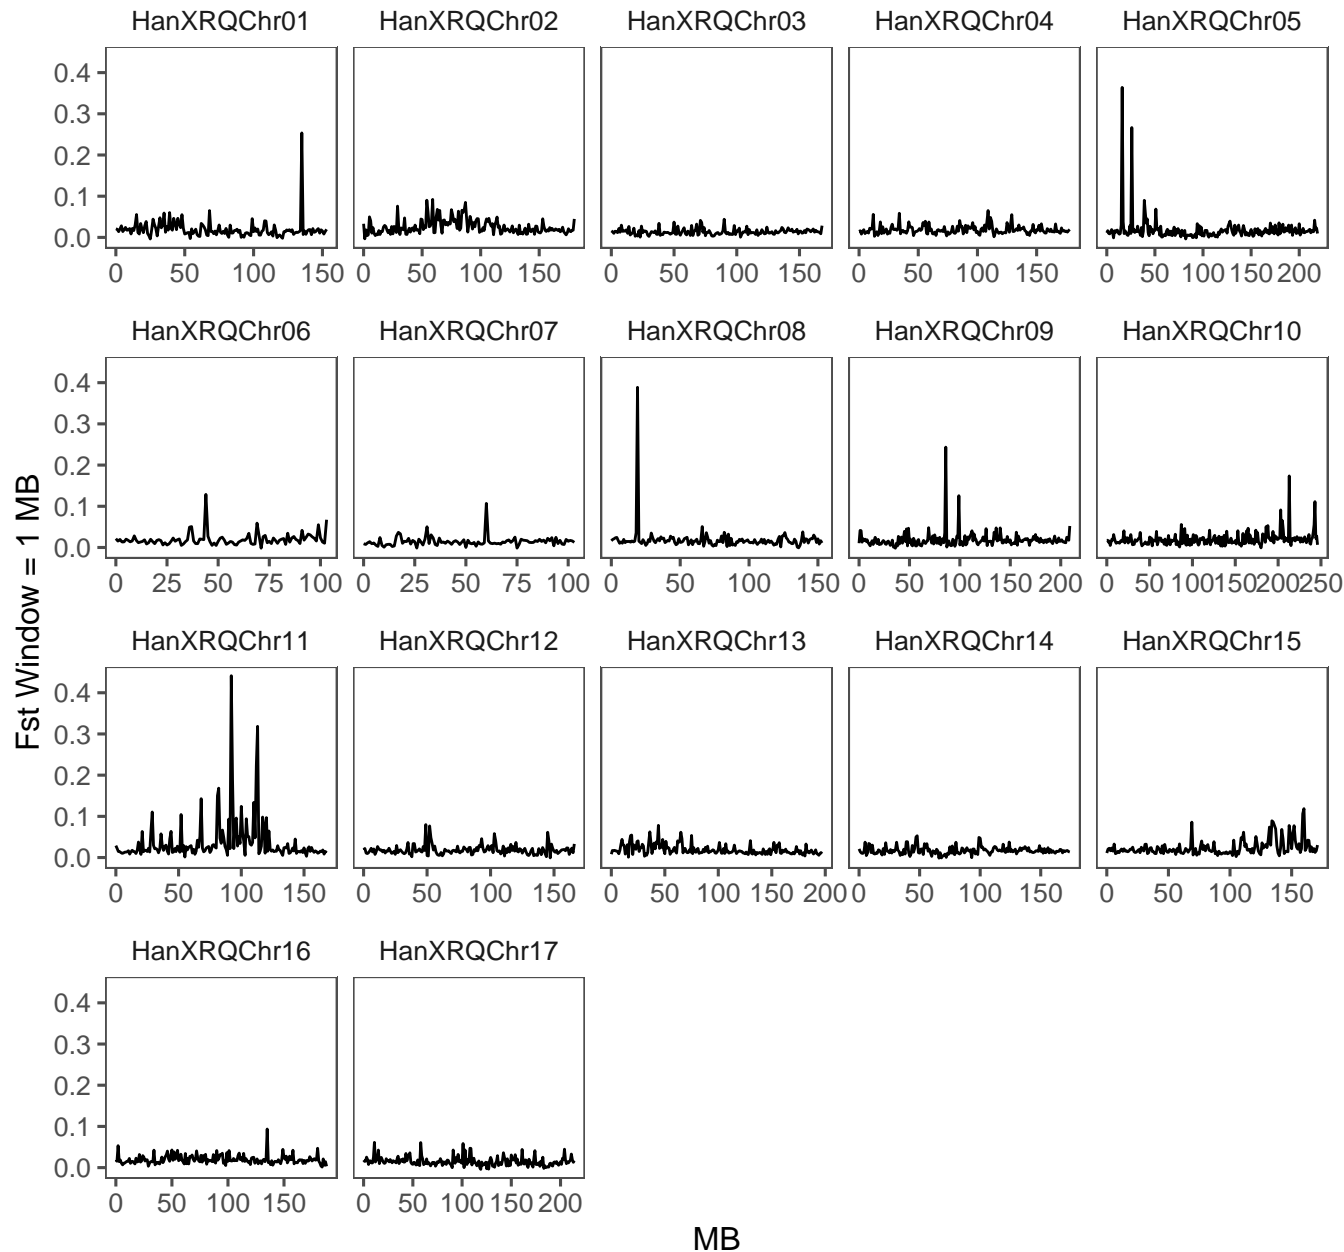 HanXRQChr01 HanXRQChr02 HanXRQChr03 HanXRQChr04 HanXRQChr05
0.4
0.3
0.2
0.1
0.0
0 50 100 150 0 50 100 150 0 50 100 150 0 50 100 150 0 50 100 150 200
HanXRQChr06 HanXRQChr07 HanXRQChr08 HanXRQChr09 HanXRQChr10
0.4
0.3
0.2
0.1
0.0
0 25 50 75 100 0 25 50 75 100 0 50 100 150 0 50 100 150 200 0 50 100 150 200 250
Fst Window = 1 MB
HanXRQChr11 HanXRQChr12 HanXRQChr13 HanXRQChr14 HanXRQChr15
0.4
0.3
0.2
0.1
0.0
0 50 100 150 0 50 100 150 0 50 100 150 200 0 50 100 150 0 50 100 150
HanXRQChr16 HanXRQChr17
0.4
0.3
0.2
0.1
0.0
0 50 100 150 0 50 100 150 200
MB